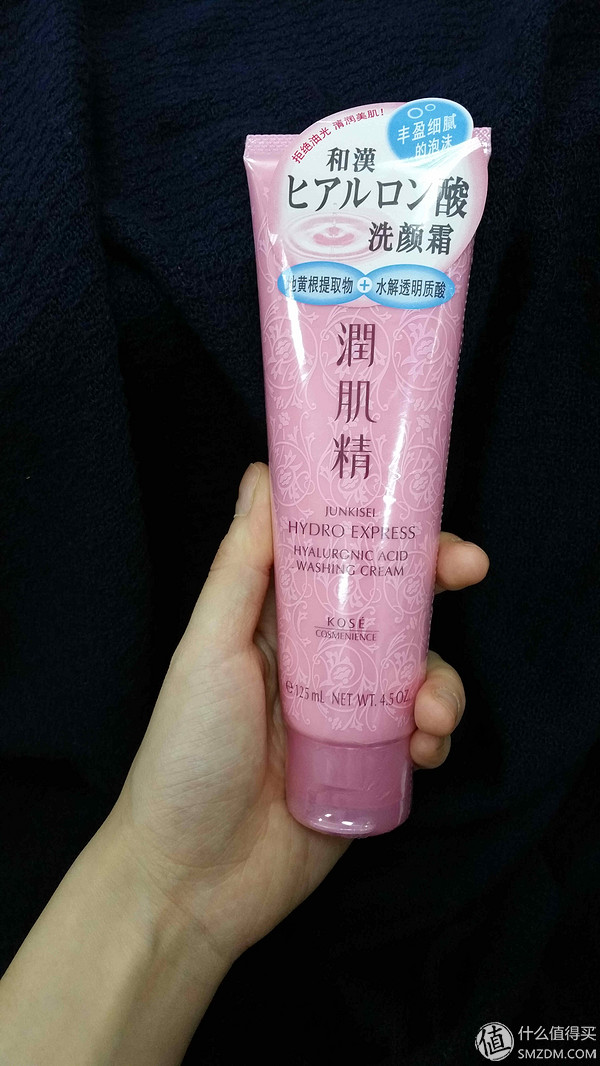 拒绝油光 清润美肌!
丰盈细腻
的泡沫
和漢
ヒアルロン酸
洗颜霜
地黄根提取物+水解透明质酸
潤肌精
JUNKISEI
HYDRO EXPRESS
HYALURONIC ACID
WASHING CREAM
KOSÉ
COSMENIENCE
℮125mL NET WT. 4.5 OZ.
值 什么值得买
SMZDM.COM